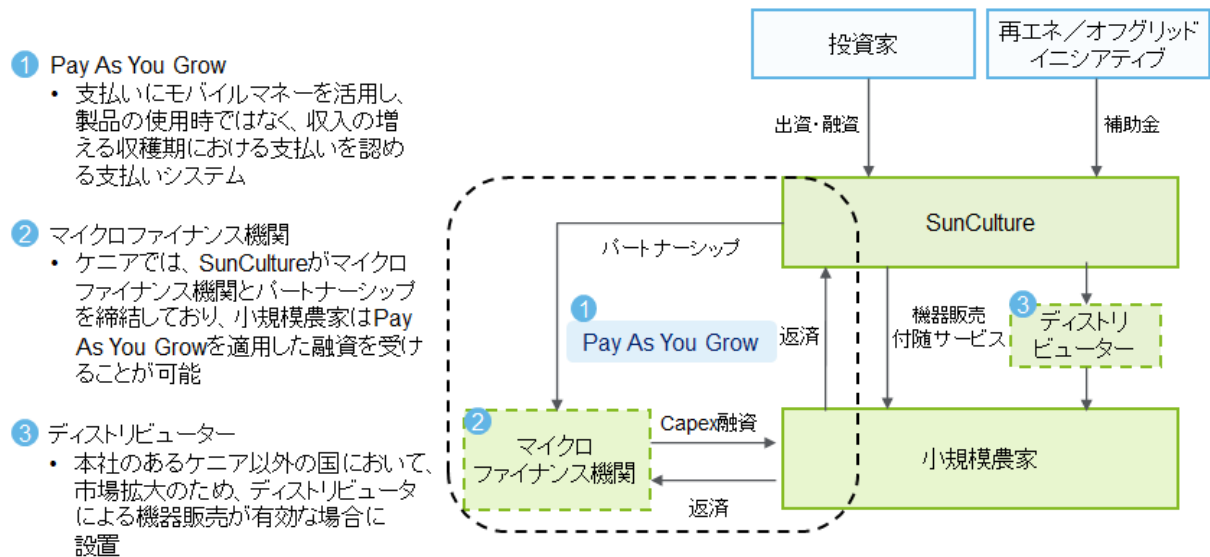 1 Pay As You Grow
• 支払いにモバイルマネーを活用し、
製品の使用時ではなく、収入の増
える収穫期における支払いを認め
る支払いシステム
2 マイクロファイナンス機関
• ケニアでは、SunCultureがマイクロ
ファイナンス機関とパートナーシップ
を締結しており、小規模農家はPay
As You Growを適用した融資を受け
ることが可能
3 ディストリビューター
• 本社のあるケニア以外の国において、
市場拡大のため、ディストリビュータ
による機器販売が有効な場合に
設置
投資家
再エネ／オフグリッド
イニシアティブ
出資・融資
補助金
SunCulture
パートナーシップ
1
Pay As You Grow
返済
機器販売
付随サービス
3
ディストリ
ビューター
2
マイクロ
ファイナンス機関
Capex融資
返済
小規模農家